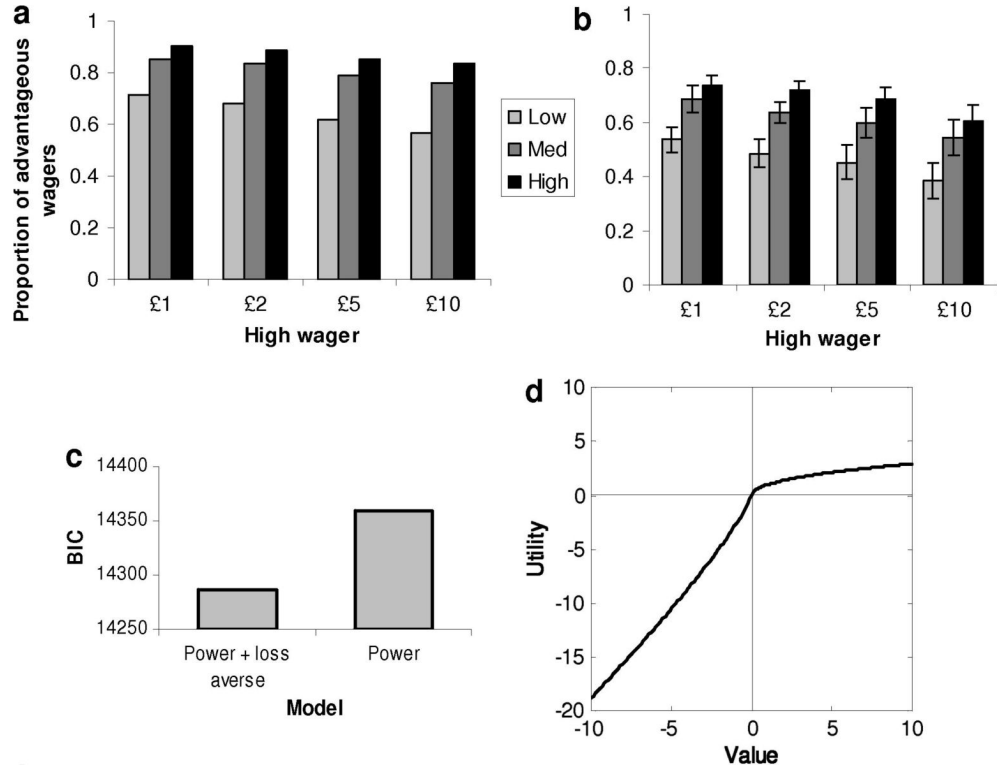 a
Proportion of advantageous
wagers
1
0.8
0.6
0.4
0.2
0
£1
£2
£5
£10
High wager
Low
Med
High
b
1
0.8
0.6
0.4
0.2
0
£1
£2
£5
£10
High wager
c
BIC
14400
14350
14300
14250
Power + loss
averse
Power
Model
d
Utility
10
5
0
-5
-10
-15
-20
-10
-5
0
5
10
Value